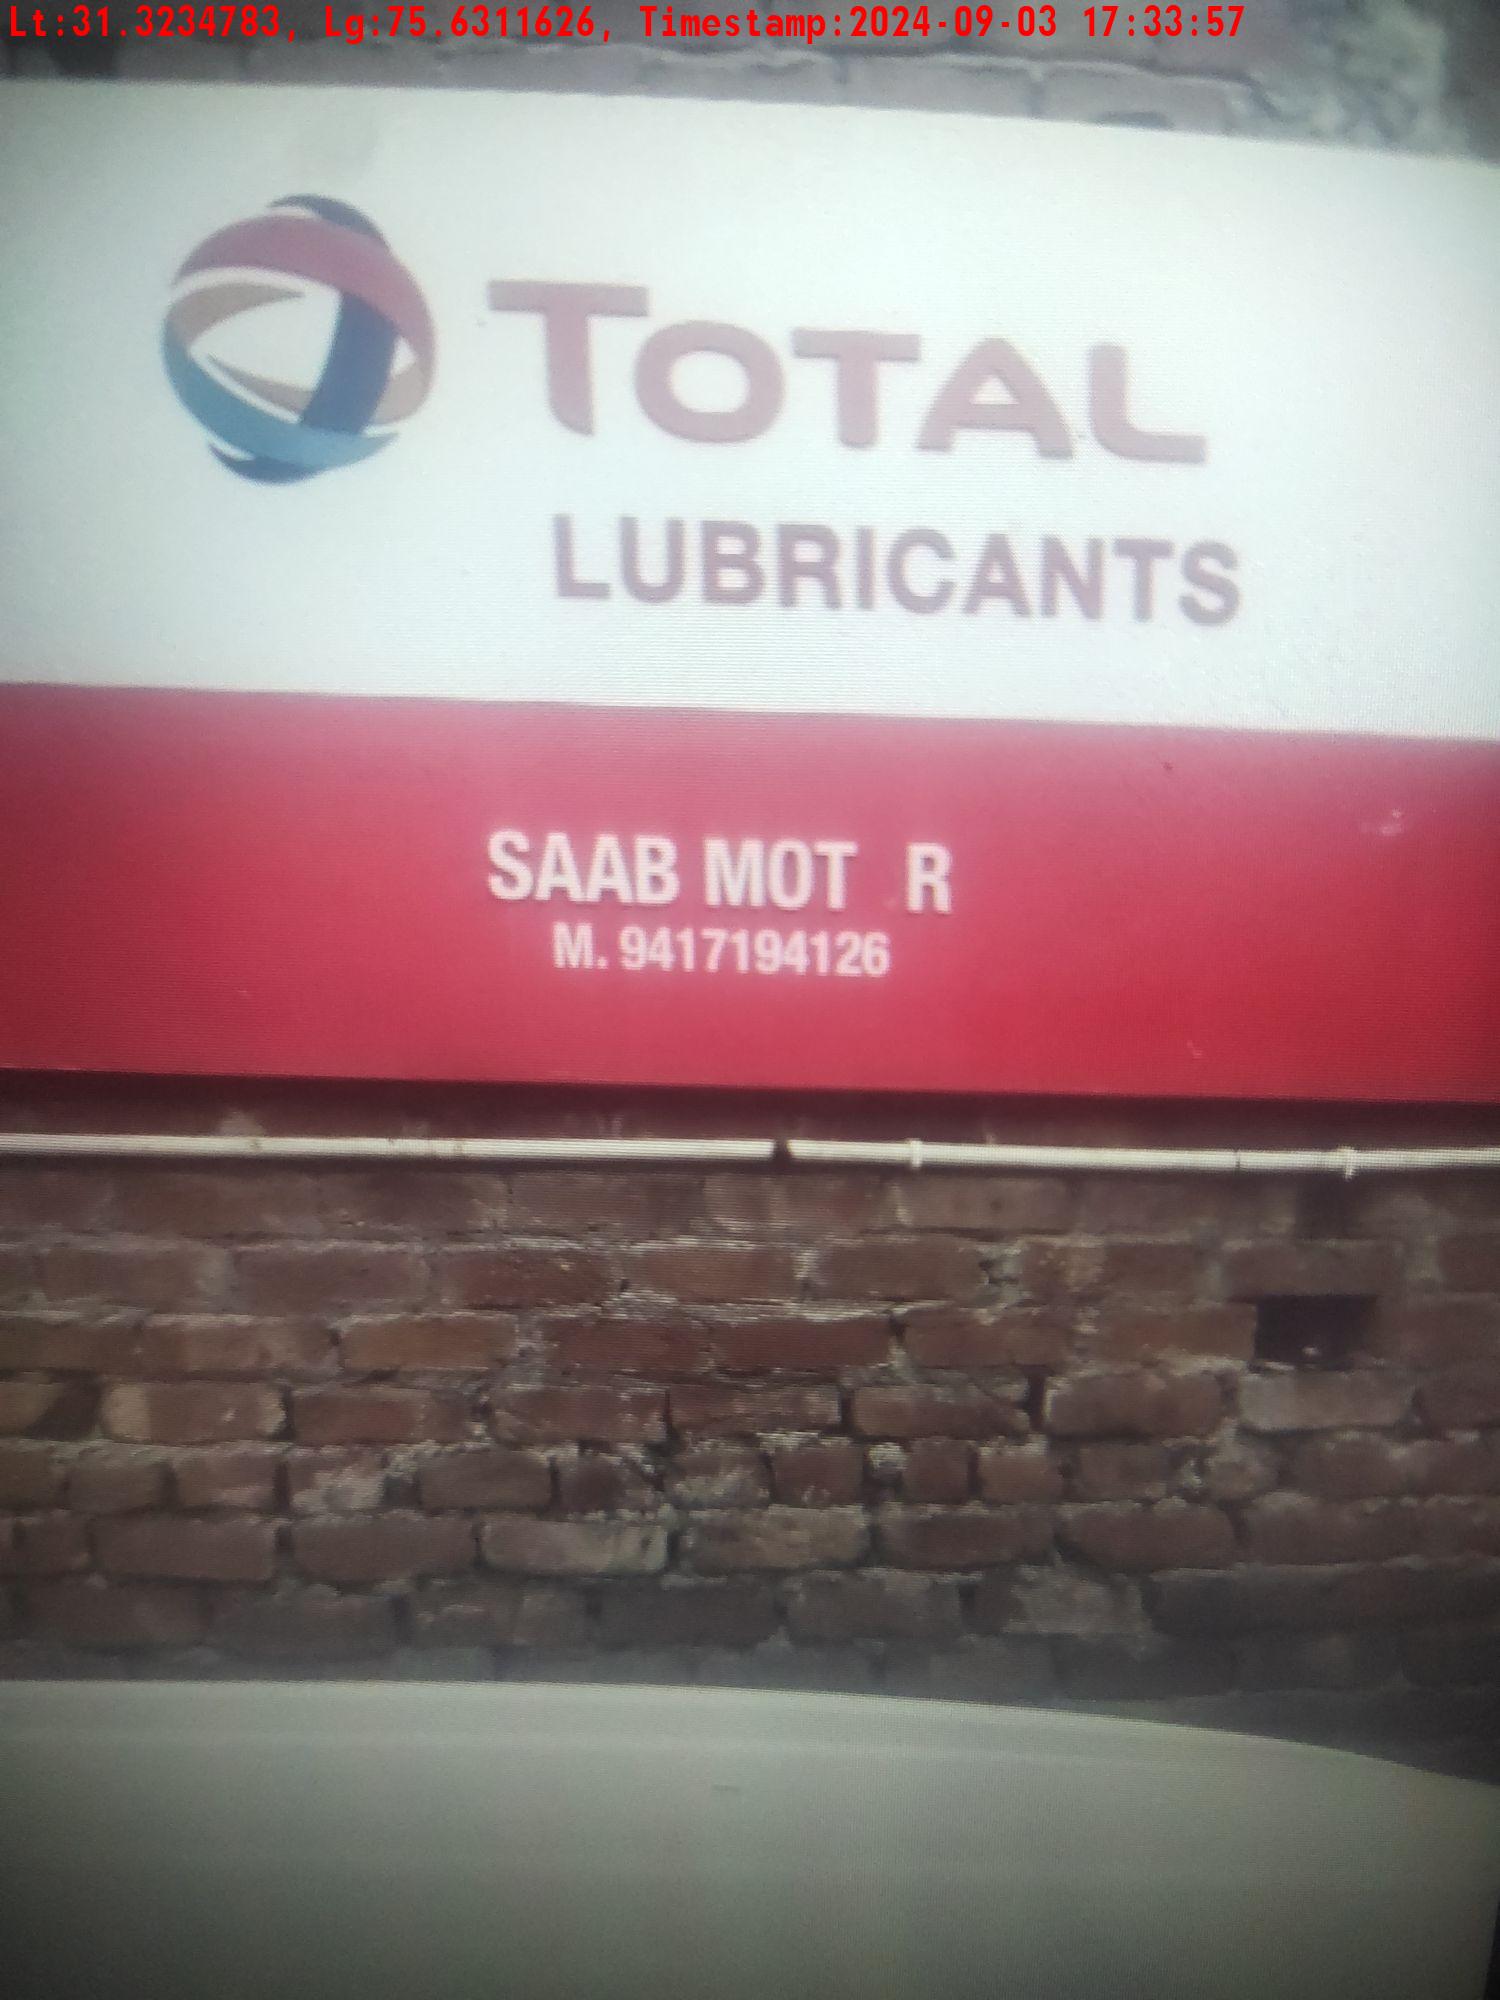 Lt:31.3234783, Lg:75.6311626, Timestamp:2024-09-03 17:33:57
TOTAL
LUBRICANTS
SAAB MOT R
M. 9417194126